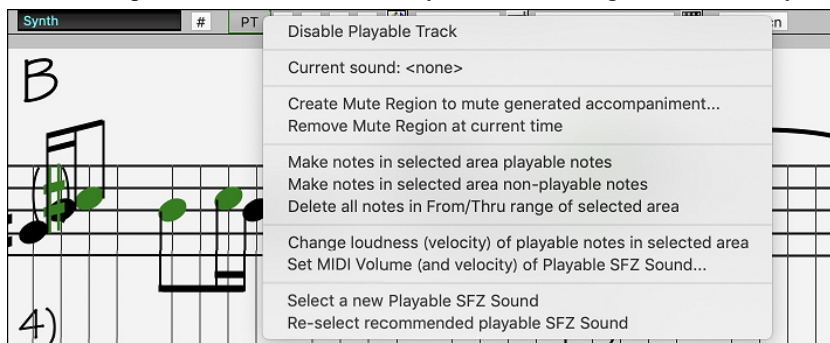 Synth # PT
Disable Playable Track
Current sound: <none>
Create Mute Region to mute generated accompaniment...
Remove Mute Region at current time
Make notes in selected area playable notes
Make notes in selected area non-playable notes
Delete all notes in From/Thru range of selected area
Change loudness (velocity) of playable notes in selected area
Set MIDI Volume (and velocity) of Playable SFZ Sound...
Select a new Playable SFZ Sound
Re-select recommended playable SFZ Sound
B
4)